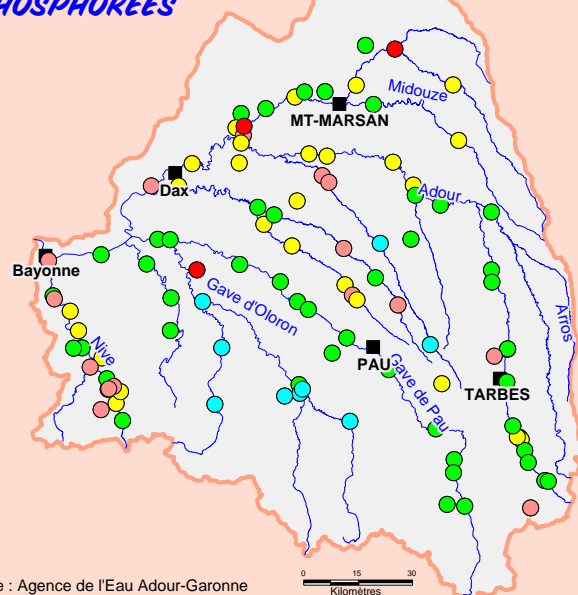 HOSPHORÉES
Midouze
MT-MARSAN
Dax
Adour
Bayonne
Gave d'Oloron
Arros
Nive
PAU
Gave de Pau
TARBES
e : Agence de l'Eau Adour-Garonne
0 15 30
Kilomètres